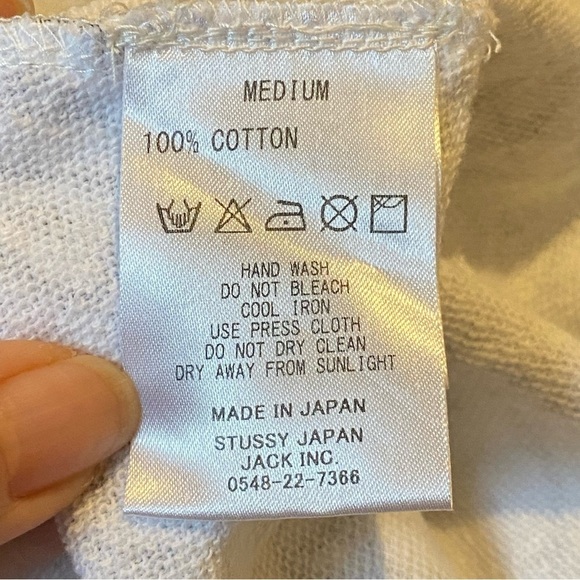 MEDIUM
100% COTTON
HAND WASH
DO NOT BLEACH
COOL IRON
USE PRESS CLOTH
DO NOT DRY CLEAN
DRY AWAY FROM SUNLIGHT
MADE IN JAPAN
STUSSY JAPAN
JACK INC.
0548-22-7366